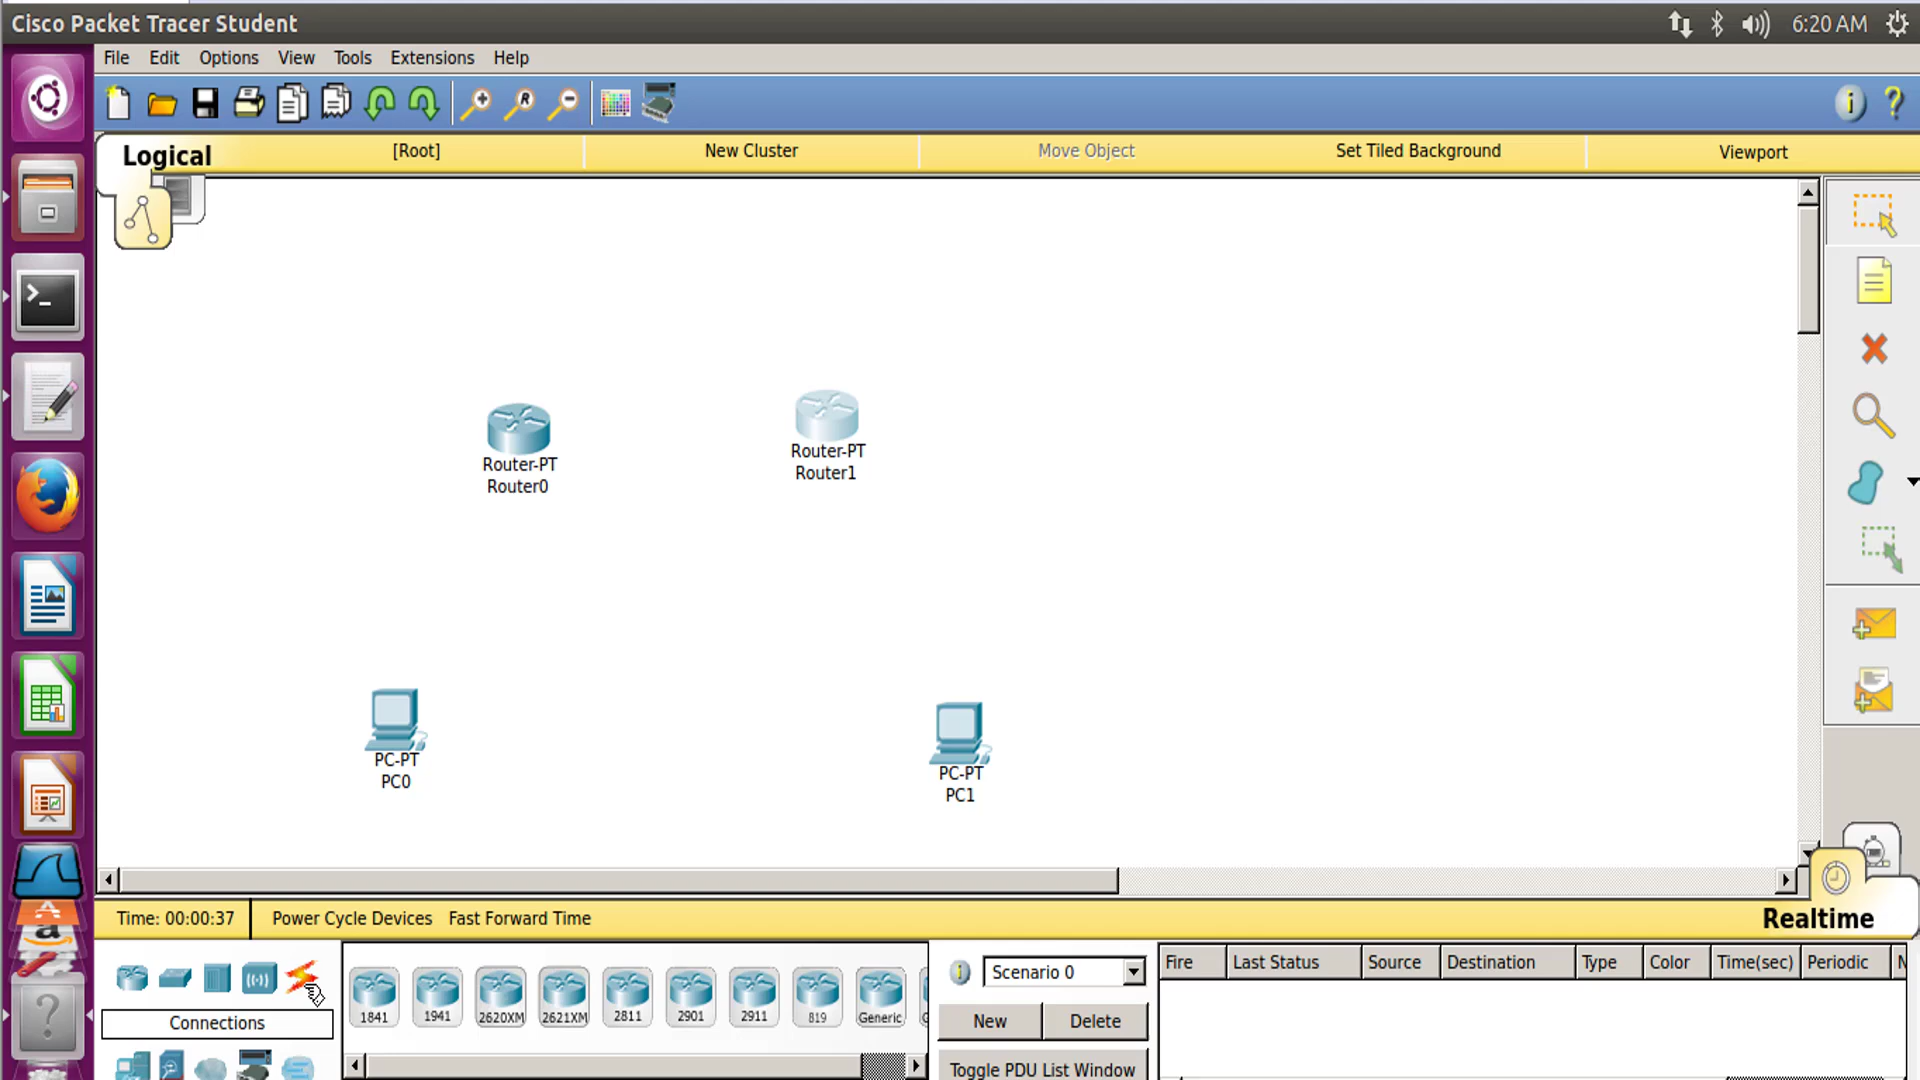 Cisco Packet Tracer Student
6:20 AM
File Edit Options View Tools Extensions Help
Logical
[Root]
New Cluster
Move Object
Set Tiled Background
Viewport
Router-PT
Router0
Router-PT
Router1
PC-PT
PC0
PC-PT
PC1
Time: 00:00:37
Power Cycle Devices Fast Forward Time
Realtime
Connections
1841
1941
2620XM
2621XM
2811
2901
2911
819
Generic
Scenario 0
New
Delete
Toggle PDU List Window
Fire Last Status Source Destination Type Color Time(sec) Periodic